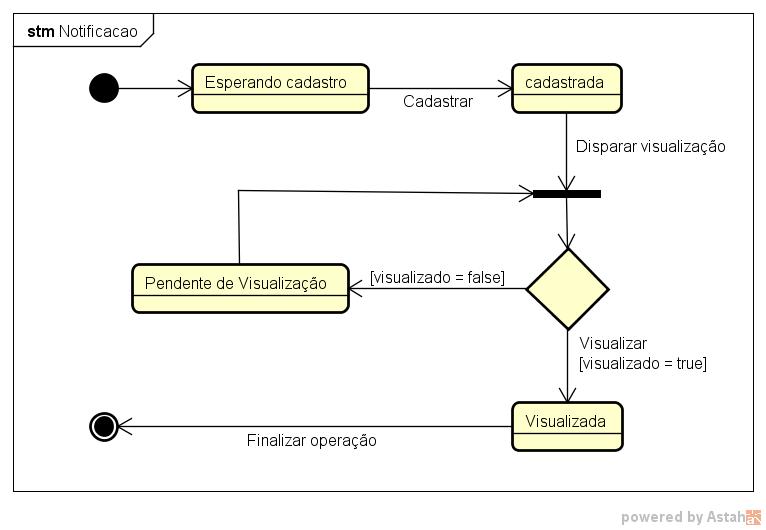 stm Notificacao
Esperando cadastro
Cadastrar
cadastrada
Disparar visualização
Pendente de Visualização
[visualizado = false]
Visualizar
[visualizado = true]
Visualizada
Finalizar operação
powered by Astah